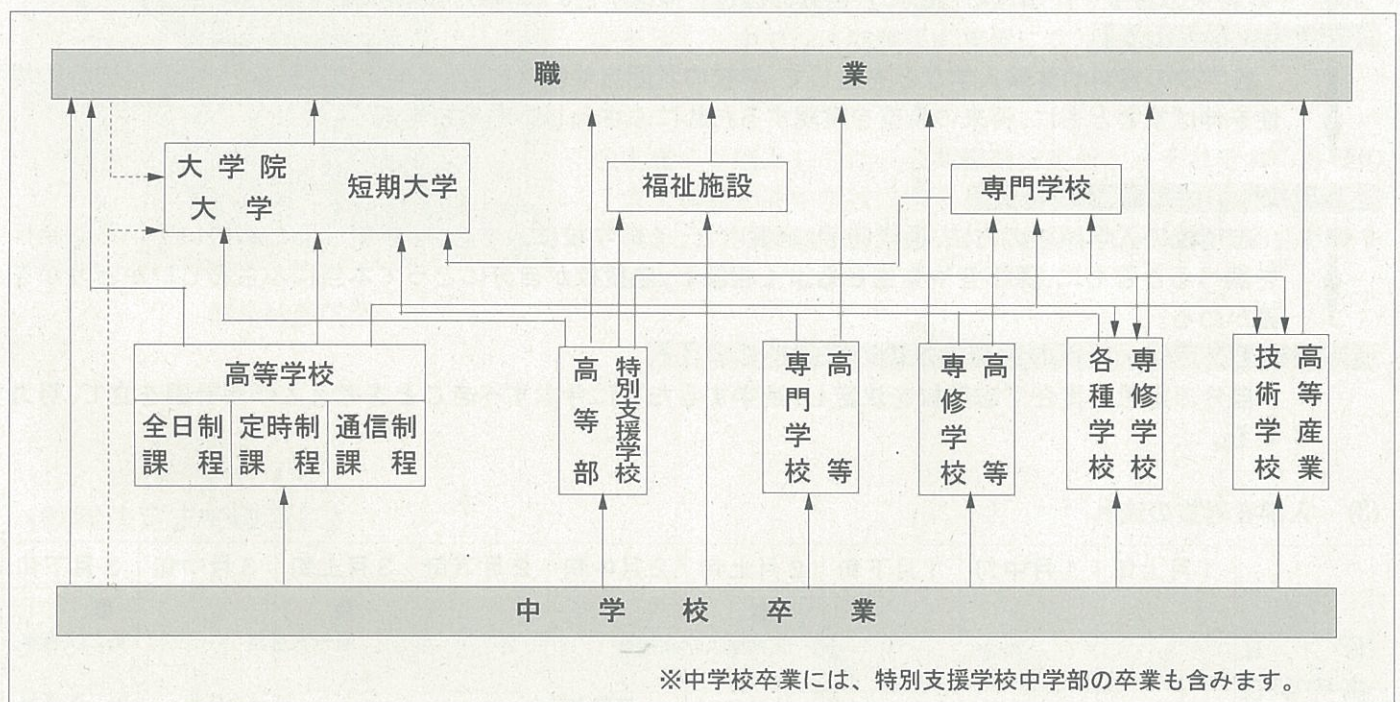 職業
大学院
大学
短期大学
福祉施設
専門学校
高等学校
全日制
課程
定時制
課程
通信制
課程
特別支援学校
高等部
高等
専門学校
高等
専修学校
専修学校
各種学校
高等産業
技術学校
中学校卒業
※中学校卒業には、特別支援学校中学部の卒業も含みます。